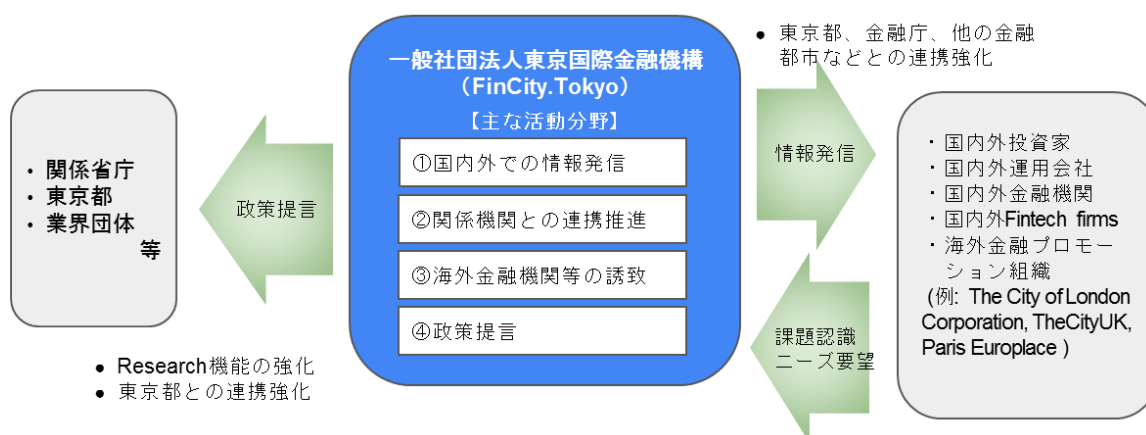 ・関係省庁
・東京都
・業界団体
等
政策提言
● Research機能の強化
● 東京都との連携強化
一般社団法人東京国際金融機構
（FinCity.Tokyo）
【主な活動分野】
①国内外での情報発信
②関係機関との連携推進
③海外金融機関等の誘致
④政策提言
● 東京都、金融庁、他の金融
都市などとの連携強化
情報発信
課題認識
ニーズ要望
・国内外投資家
・国内外運用会社
・国内外金融機関
・国内外Fintech firms
・海外金融プロモー
ション組織
(例: The City of London
Corporation, TheCityUK,
Paris Europlace )